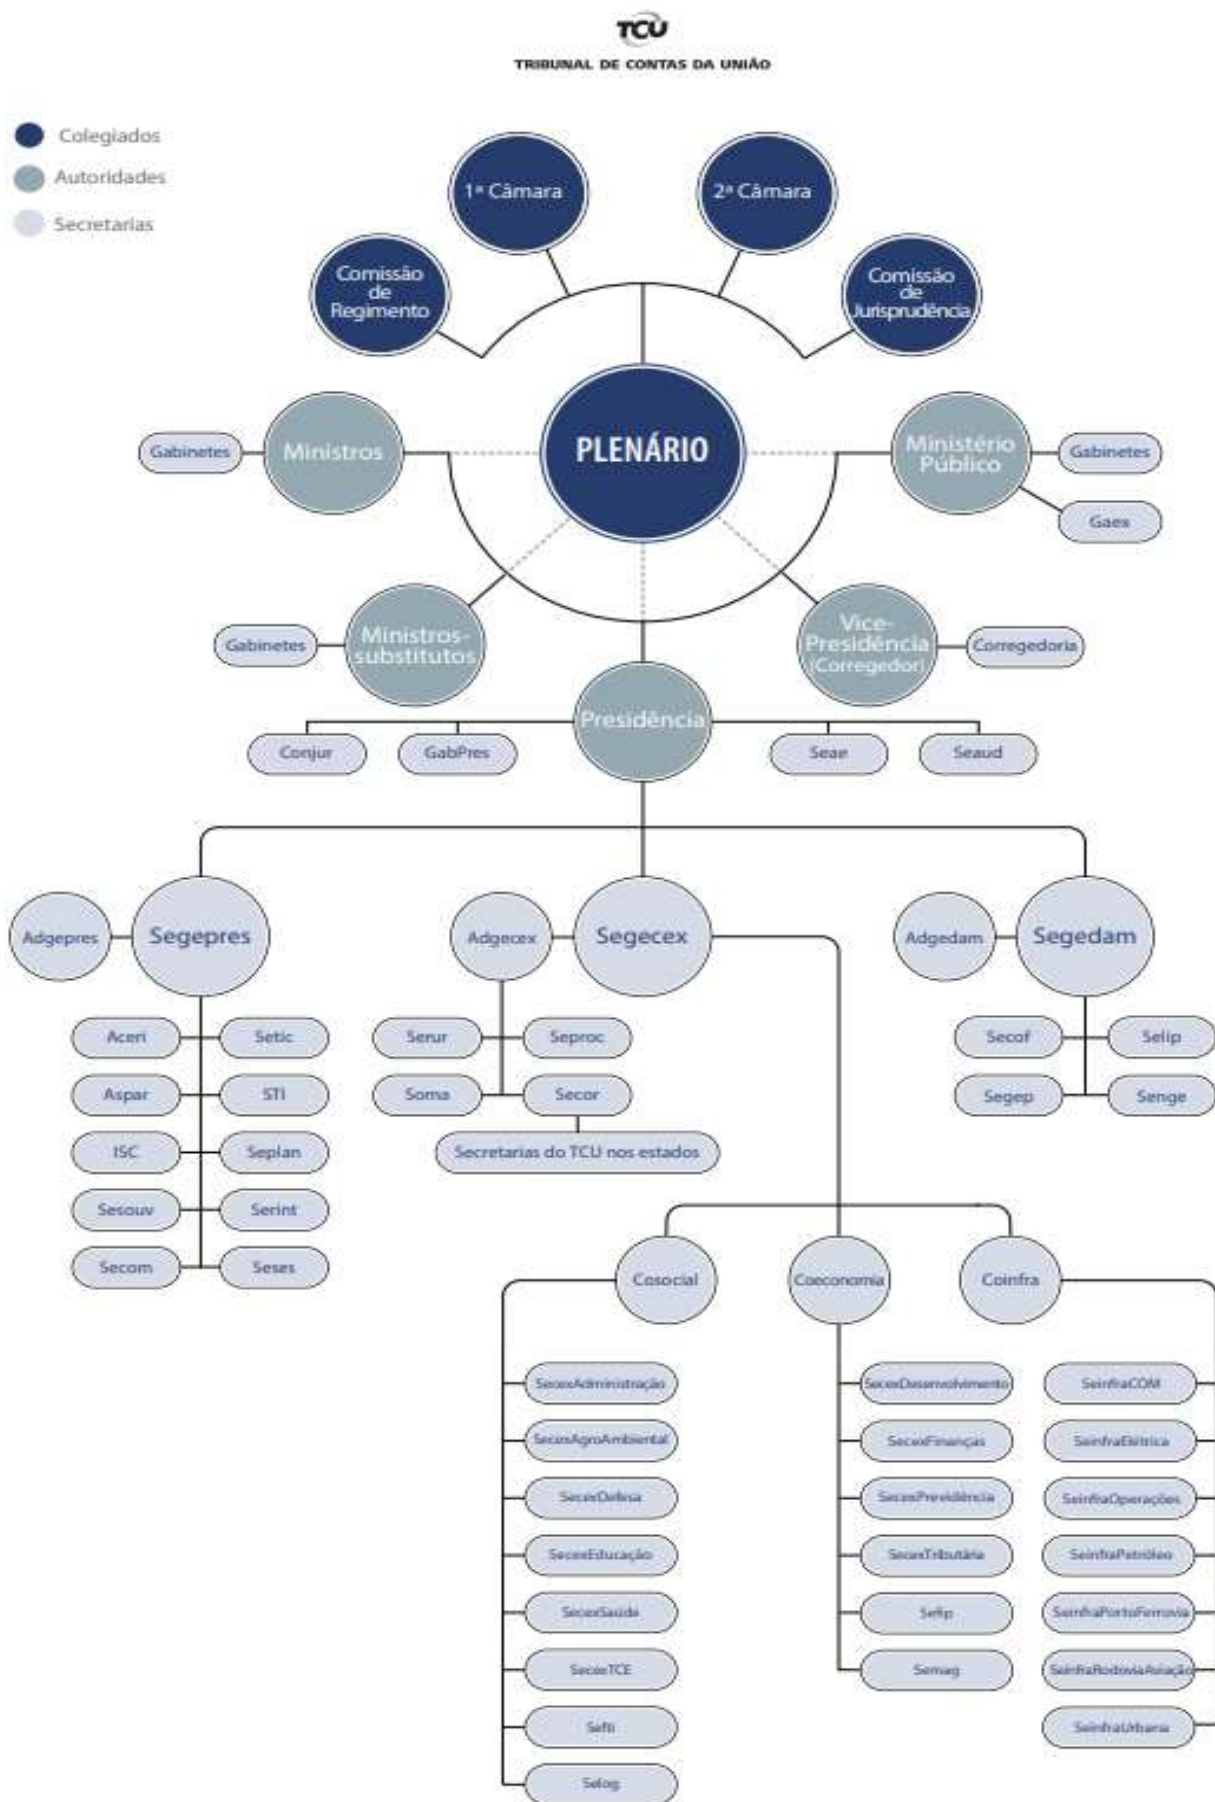 TCU
TRIBUNAL DE CONTAS DA UNIÃO
Colegiados
Autoridades
Secretarias
1ª Câmara
2ª Câmara
Comissão
de
Regimento
Comissão
de
Jurisprudência
PLENÁRIO
Gabinetes
Ministros
Ministério
Público
Gabinetes
Gaex
Gabinetes
Ministros-
substitutos
Vice-
Presidência
(Corregedor)
Corregedoria
Presidência
Conjur
GabPres
Seae
Seaud
Adgepres
Segepres
Adgecex
Segecex
Adgedam
Segedam
Aceri
Setic
Aspar
STI
ISC
Seplan
Sesouv
Serint
Secom
Seses
Serur
Seproc
Soma
Secor
Secretarias do TCU nos estados
Secof
Selip
Segep
Senge
Cosocial
Coeconomia
Coinfra
SecexAdministração
SecexAgroAmbiental
SecexDefesa
SecexEducação
SecexSaúde
SecexTCE
Sefti
Selog
SecexDesenvolvimento
SecexFinanças
SecexPrevidência
SecexTributária
Sefip
Semag
SeinfraCOM
SeinfraElétrica
SeinfraOperações
SeinfraPetróleo
SeinfraPortoFerrovia
SeinfraRodoviaAviação
SeinfraUrbana